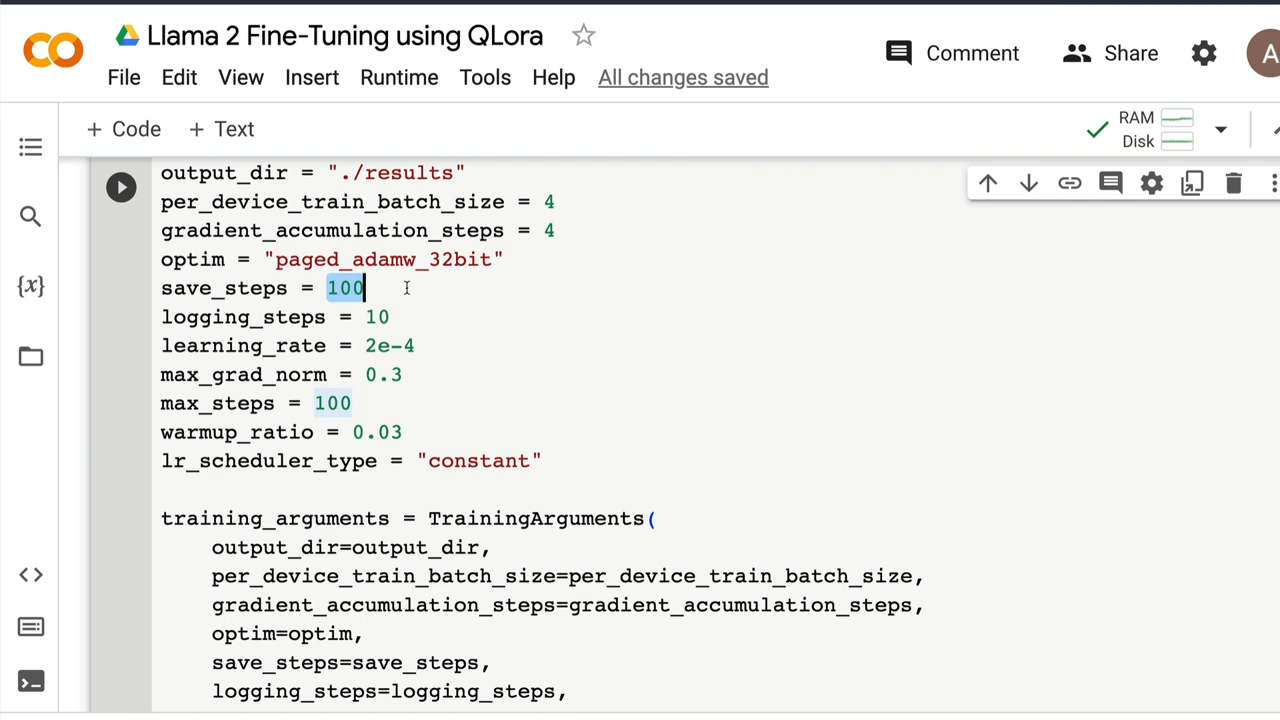 Llama 2 Fine-Tuning using QLora
Comment
Share
A
File Edit View Insert Runtime Tools Help All changes saved
+ Code + Text
RAM
Disk
output_dir = "./results"
per_device_train_batch_size = 4
gradient_accumulation_steps = 4
optim = "paged_adamw_32bit"
save_steps = 100
logging_steps = 10
learning_rate = 2e-4
max_grad_norm = 0.3
max_steps = 100
warmup_ratio = 0.03
lr_scheduler_type = "constant"
training_arguments = TrainingArguments(
output_dir=output_dir,
per_device_train_batch_size=per_device_train_batch_size,
gradient_accumulation_steps=gradient_accumulation_steps,
optim=optim,
save_steps=save_steps,
logging_steps=logging_steps,